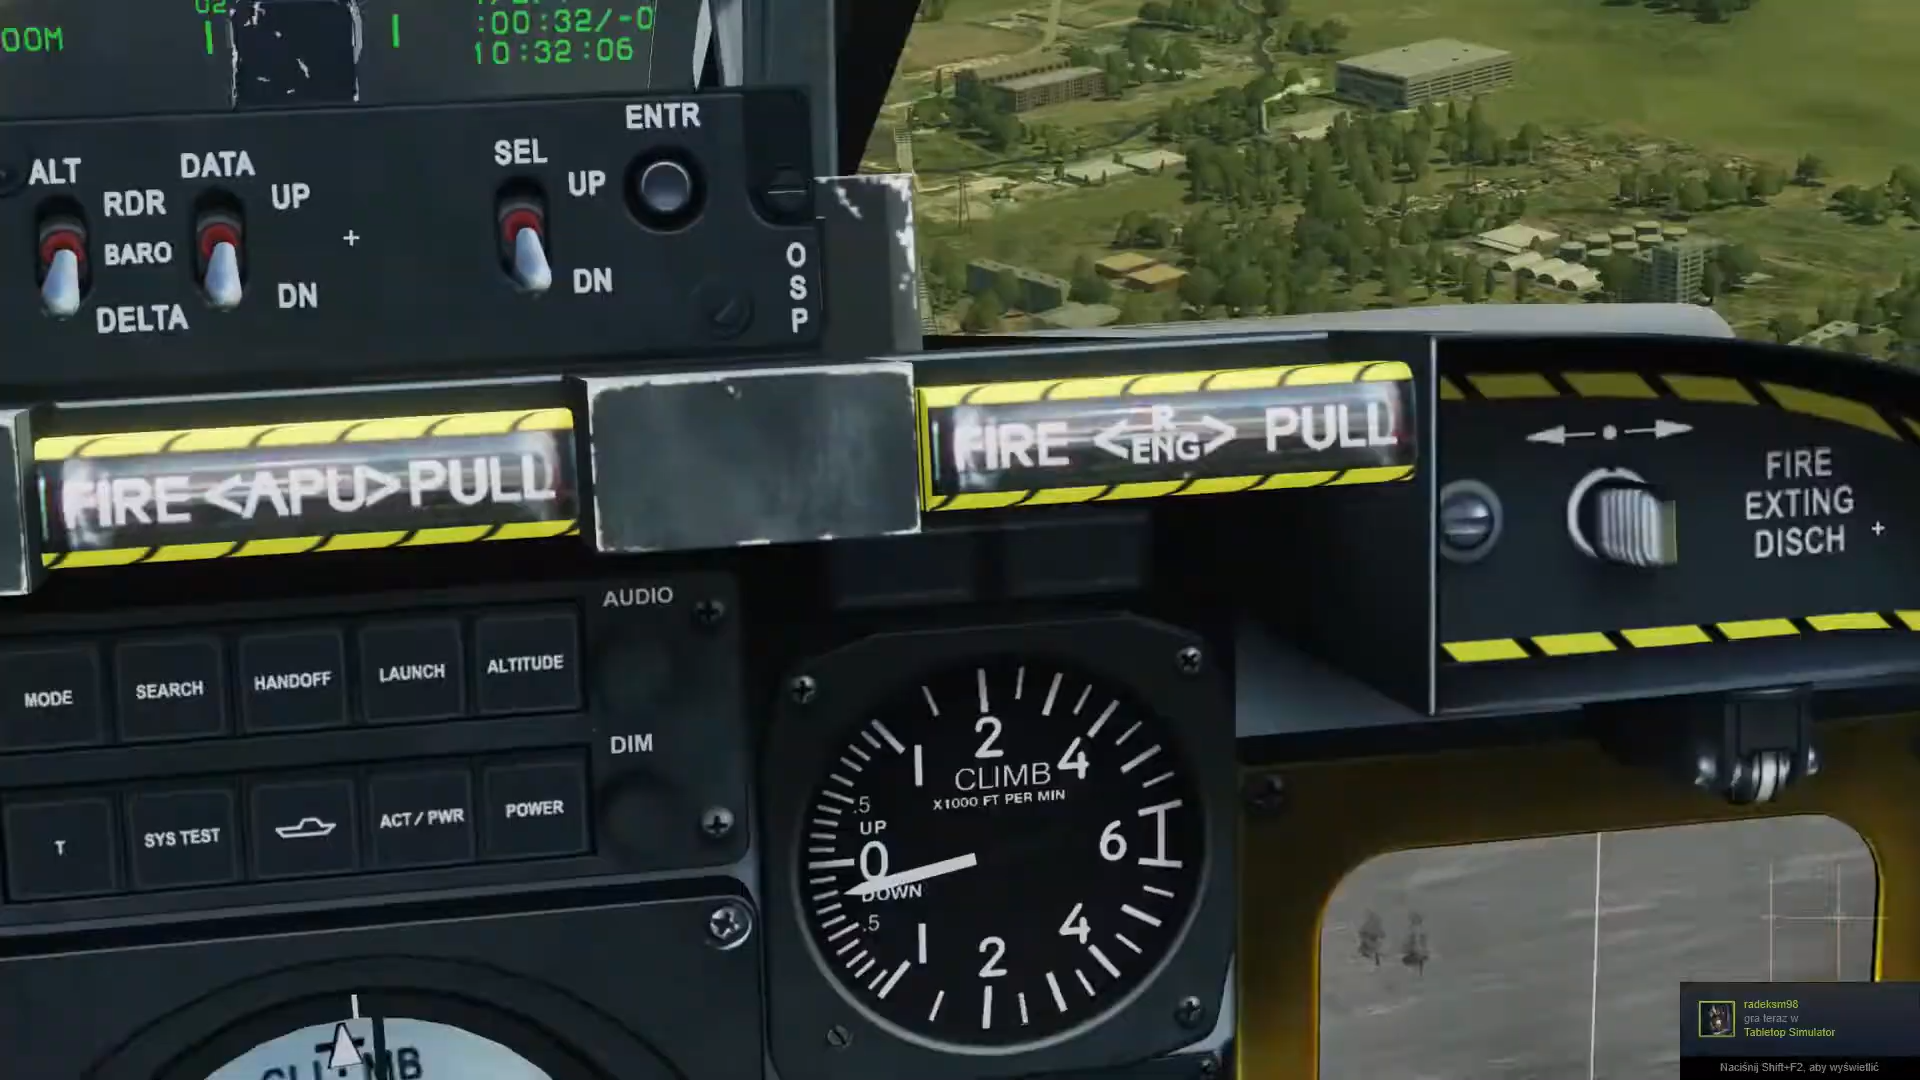 :00:32/-0
00M
10:32:06
ENTR
ALT
DATA
SEL
RDR
UP
UP
BARO
DN
DN
DELTA
O
S
P
FIRE <APU> PULL
FIRE <R ENG> PULL
FIRE
EXTING
DISCH
AUDIO
MODE
SEARCH
HANDOFF
LAUNCH
ALTITUDE
DIM
T
SYS TEST
ACT / PWR
POWER
1 2 4
CLIMB
X1000 FT PER MIN
.5
UP
0
6
DOWN
.5
1 2 4
CLIMB
radeksm98
gra teraz w
Tabletop Simulator
Naciśnij Shift+F2, aby wyświetlić